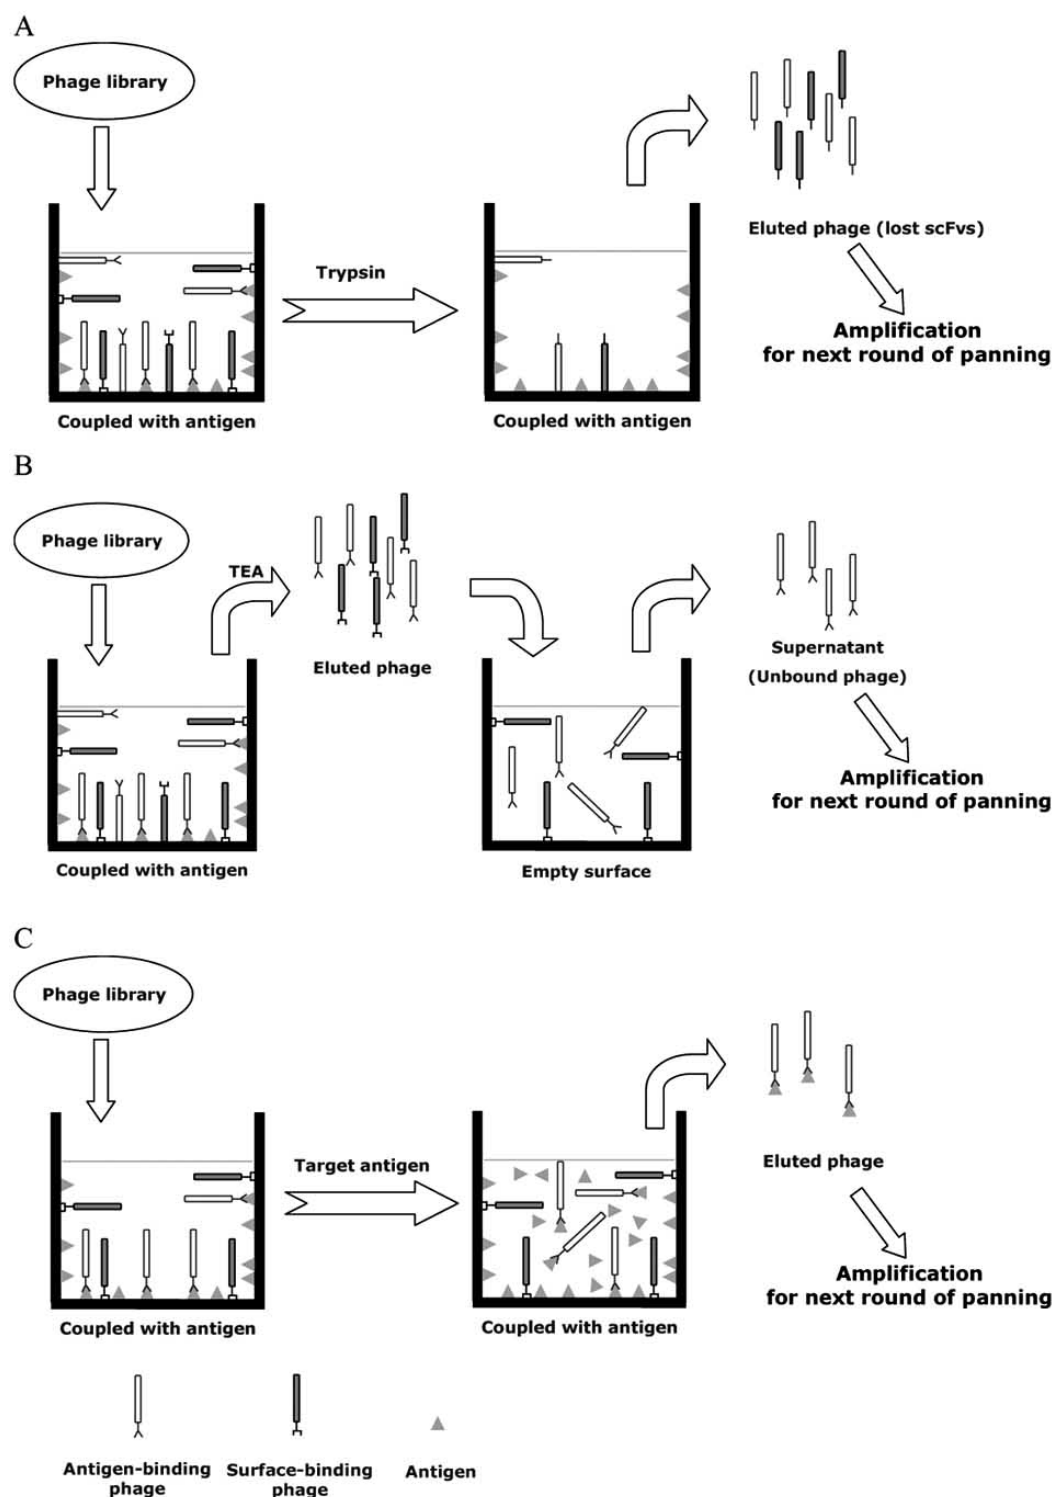 A
Phage library
Trypsin
Eluted phage (lost scFvs)
Amplification
for next round of panning
Coupled with antigen
Coupled with antigen
B
Phage library
TEA
Eluted phage
Supernatant
(Unbound phage)
Amplification
for next round of panning
Coupled with antigen
Empty surface
C
Phage library
Target antigen
Eluted phage
Amplification
for next round of panning
Coupled with antigen
Coupled with antigen
Antigen-binding
phage
Surface-binding
phage
Antigen